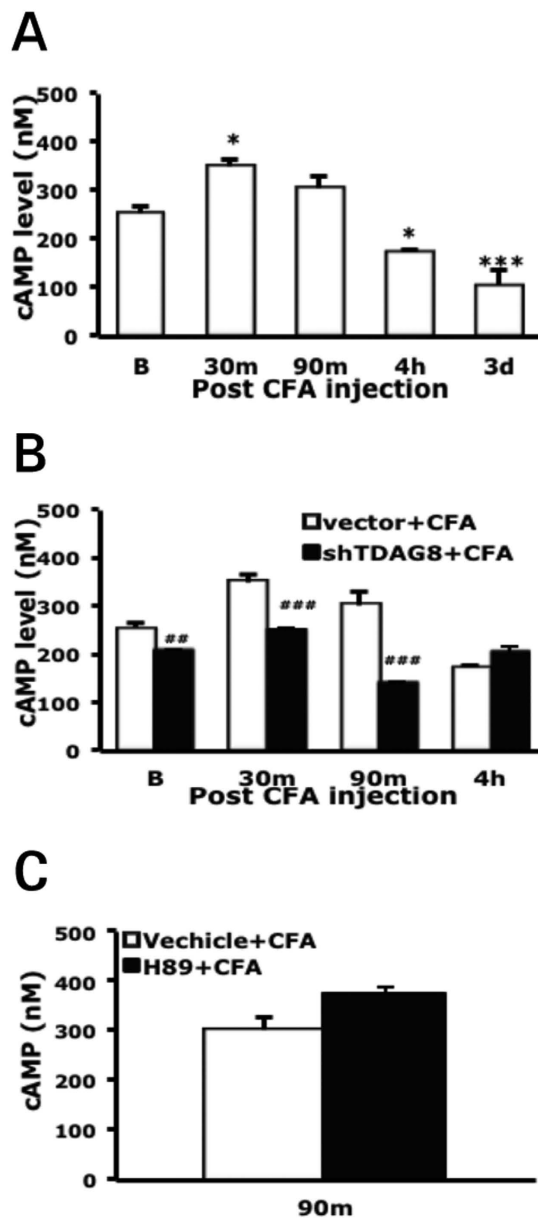 A
cAMP level (nM)
500
400
300
200
100
0
*
*
***
B 30m 90m 4h 3d
Post CFA injection
B
cAMP level (nM)
500
400
300
200
100
0
vector+CFA
shTDAG8+CFA
##
###
###
B 30m 90m 4h
Post CFA injection
C
cAMP (nM)
500
400
300
200
100
0
Vechicle+CFA
H89+CFA
90m